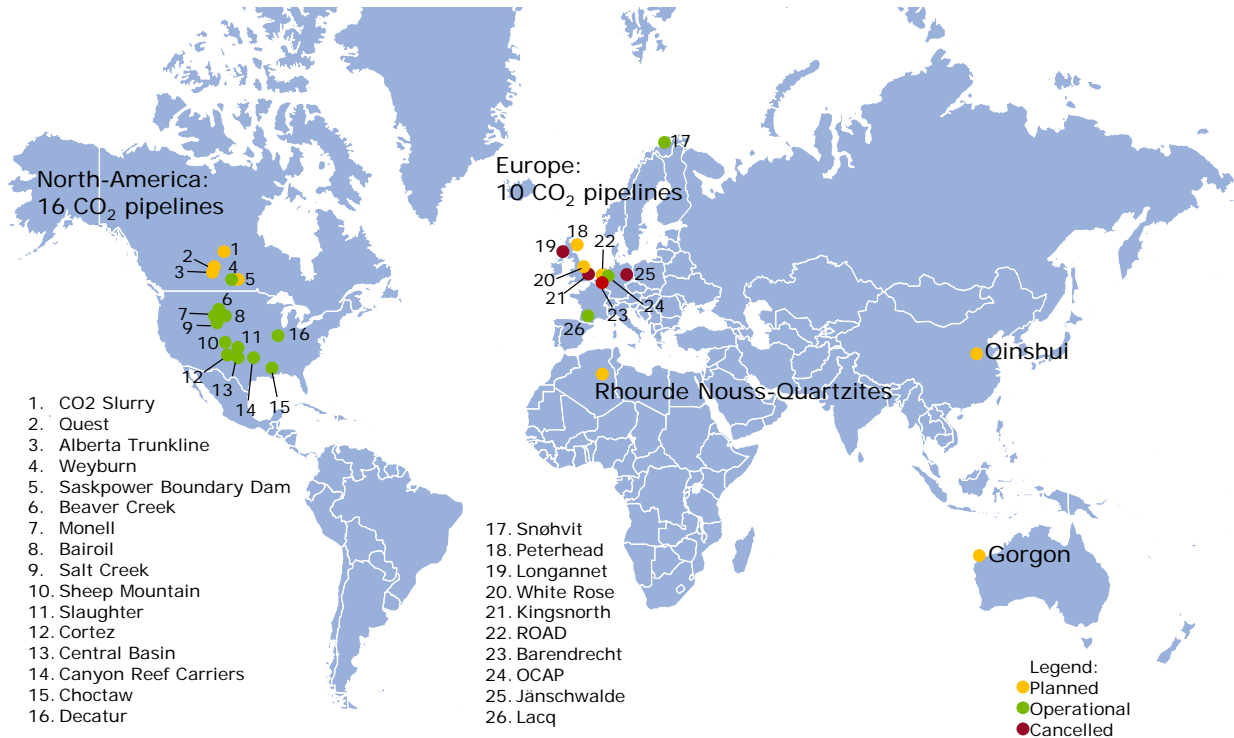 North-America:
16 CO₂ pipelines
Europe:
10 CO₂ pipelines
17
18
19
22
20
21
25
24
23
26
1
2
3
4
5
6
7
8
9
10
11
16
12
13
14
15
Qinshui
Rhourde Nouss-Quartzites
Gorgon
1. CO2 Slurry
2. Quest
3. Alberta Trunkline
4. Weyburn
5. Saskpower Boundary Dam
6. Beaver Creek
7. Monell
8. Bairoil
9. Salt Creek
10. Sheep Mountain
11. Slaughter
12. Cortez
13. Central Basin
14. Canyon Reef Carriers
15. Choctaw
16. Decatur
17. Snøhvit
18. Peterhead
19. Longannet
20. White Rose
21. Kingsnorth
22. ROAD
23. Barendrecht
24. OCAP
25. Jänschwalde
26. Lacq
Legend:
Planned
Operational
Cancelled